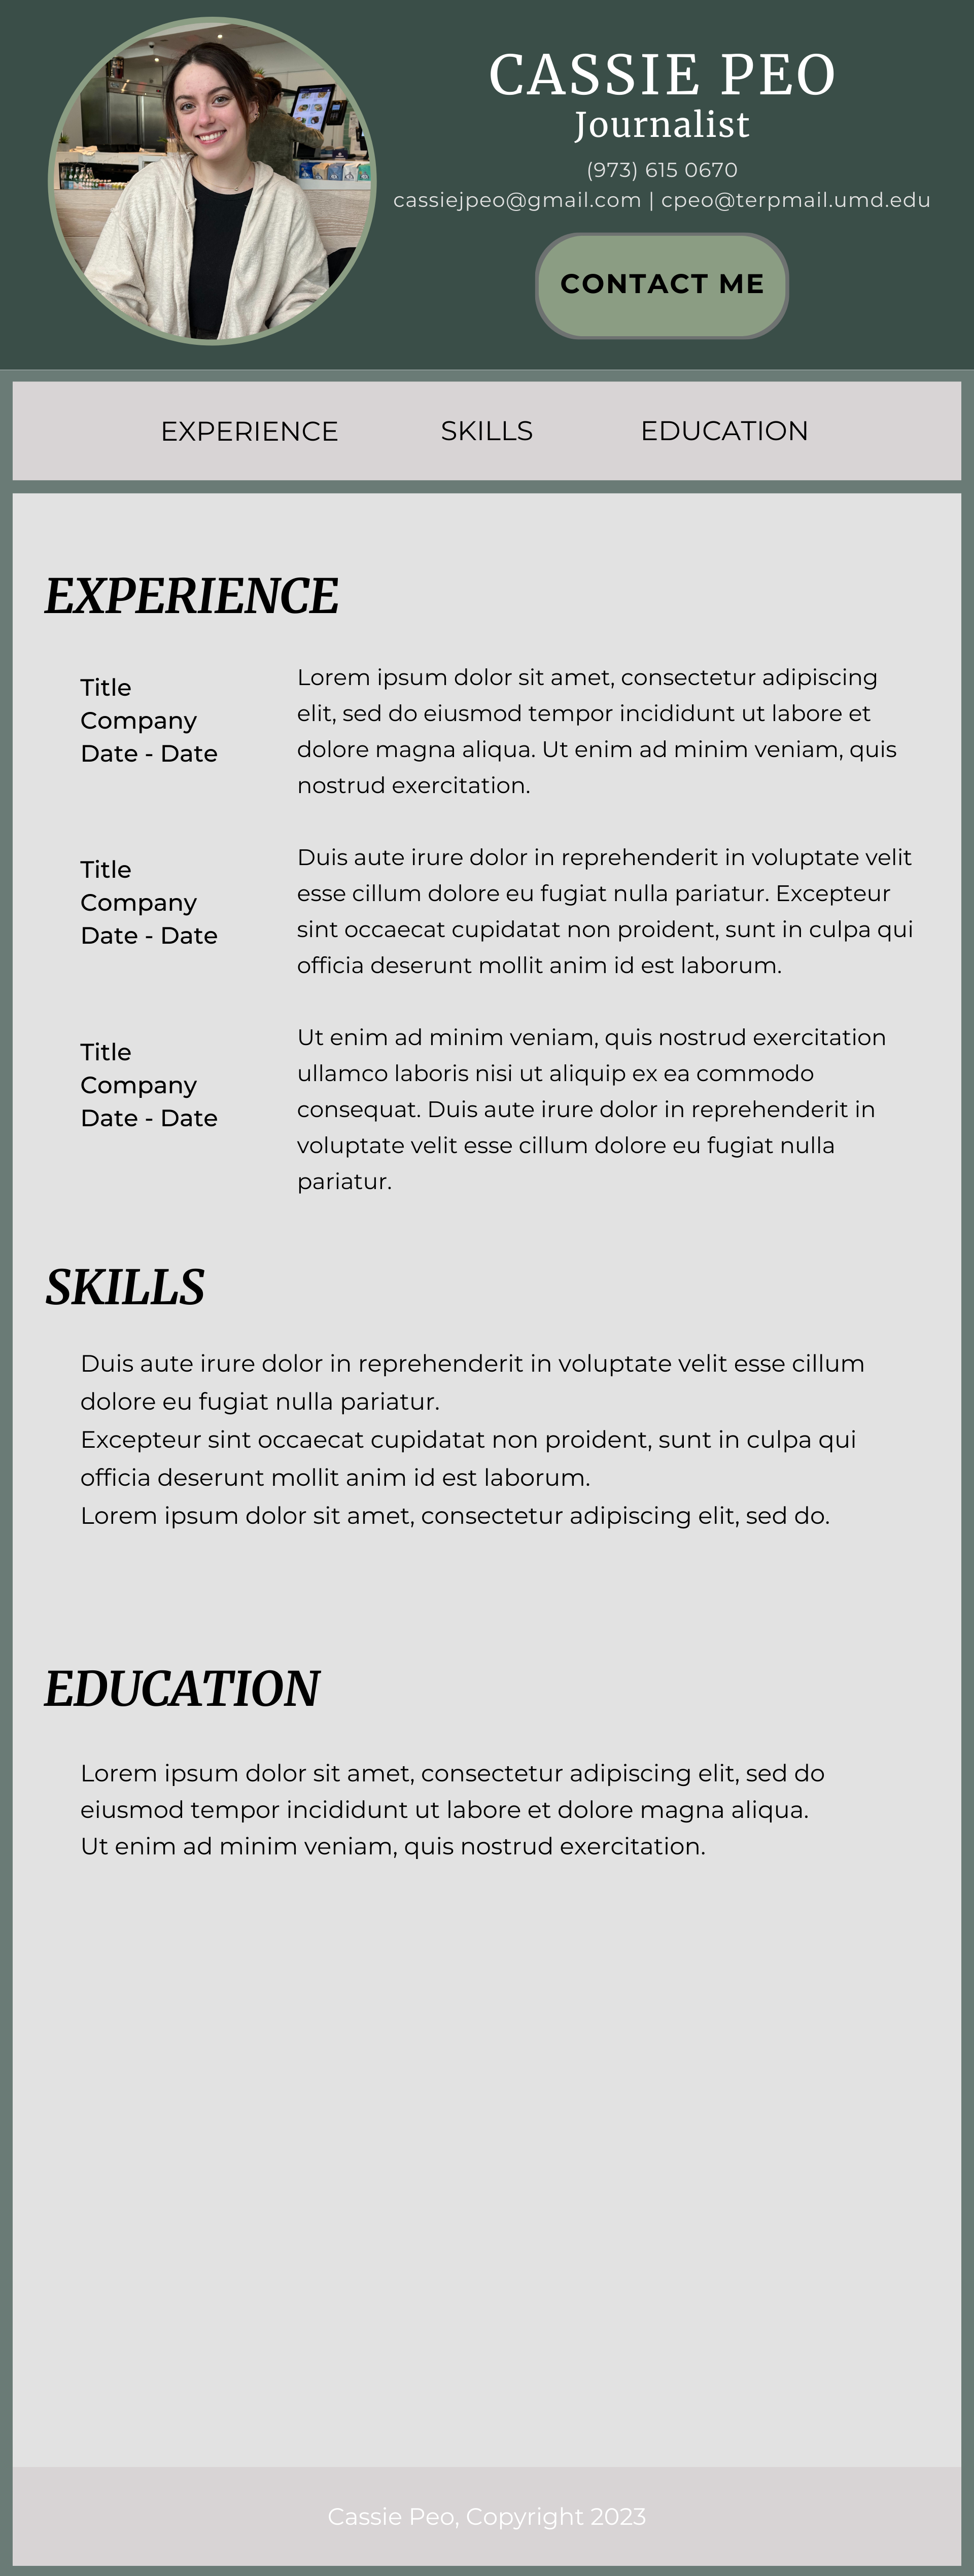 CASSIE PEO
Journalist
(973) 615 0670
cassiejpeo@gmail.com | cpeo@terpmail.umd.edu
CONTACT ME
EXPERIENCE SKILLS EDUCATION
EXPERIENCE
Title
Company
Date - Date
Lorem ipsum dolor sit amet, consectetur adipiscing
elit, sed do eiusmod tempor incididunt ut labore et
dolore magna aliqua. Ut enim ad minim veniam, quis
nostrud exercitation.
Title
Company
Date - Date
Duis aute irure dolor in reprehenderit in voluptate velit
esse cillum dolore eu fugiat nulla pariatur. Excepteur
sint occaecat cupidatat non proident, sunt in culpa qui
officia deserunt mollit anim id est laborum.
Title
Company
Date - Date
Ut enim ad minim veniam, quis nostrud exercitation
ullamco laboris nisi ut aliquip ex ea commodo
consequat. Duis aute irure dolor in reprehenderit in
voluptate velit esse cillum dolore eu fugiat nulla
pariatur.
SKILLS
Duis aute irure dolor in reprehenderit in voluptate velit esse cillum
dolore eu fugiat nulla pariatur.
Excepteur sint occaecat cupidatat non proident, sunt in culpa qui
officia deserunt mollit anim id est laborum.
Lorem ipsum dolor sit amet, consectetur adipiscing elit, sed do.
EDUCATION
Lorem ipsum dolor sit amet, consectetur adipiscing elit, sed do
eiusmod tempor incididunt ut labore et dolore magna aliqua.
Ut enim ad minim veniam, quis nostrud exercitation.
Cassie Peo, Copyright 2023